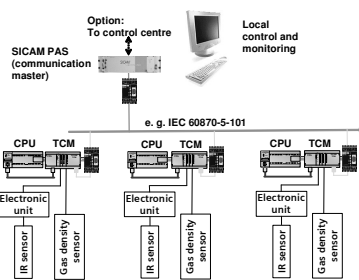 Option:
To control centre
Local
control and
monitoring
SICAM PAS
(communication
master)
e. g. IEC 60870-5-101
CPU TCM
CPU TCM
CPU TCM
Electronic
unit
Electronic
unit
Electronic
unit
IR sensor
Gas density
sensor
IR sensor
Gas density
sensor
IR sensor
Gas density
sensor